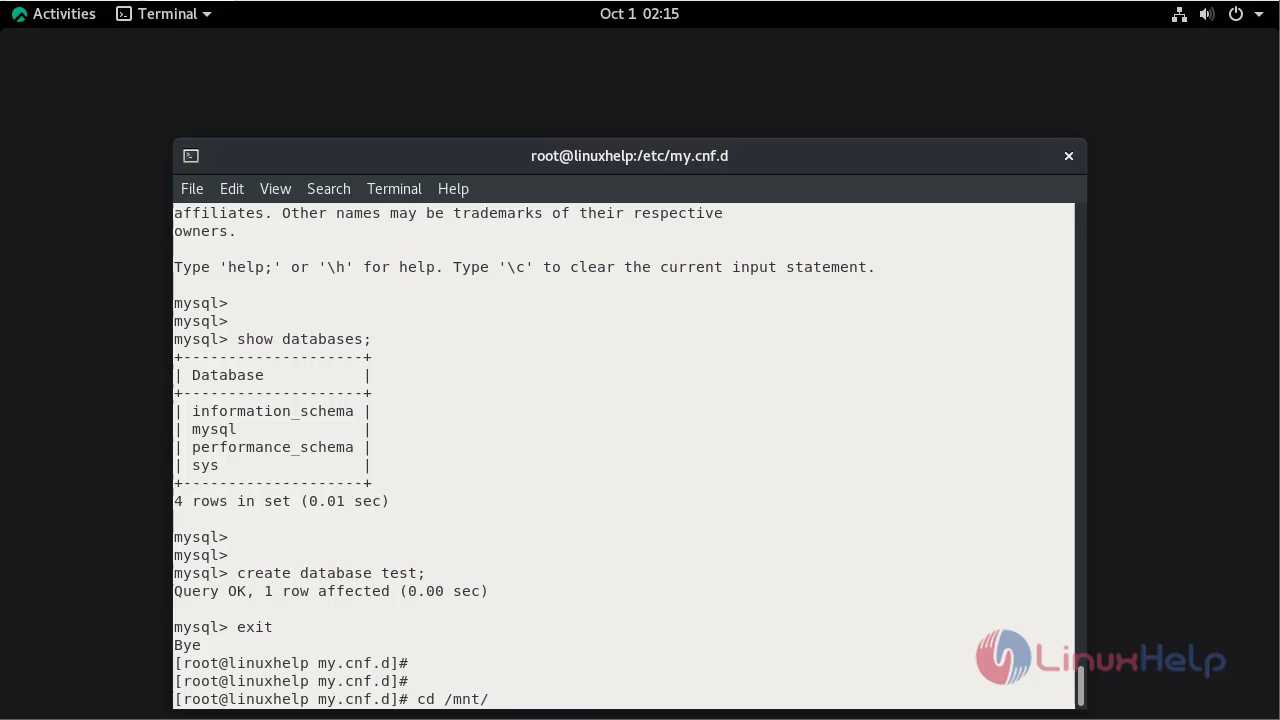 Activities Terminal Oct 1 02:15
root@linuxhelp:/etc/my.cnf.d
File Edit View Search Terminal Help
affiliates. Other names may be trademarks of their respective
owners.
Type 'help;' or '\h' for help. Type '\c' to clear the current input statement.
mysql>
mysql>
mysql> show databases;
+--------------------+
| Database           |
+--------------------+
| information_schema |
| mysql              |
| performance_schema |
| sys                |
+--------------------+
4 rows in set (0.01 sec)
mysql>
mysql>
mysql> create database test;
Query OK, 1 row affected (0.00 sec)
mysql> exit
Bye
[root@linuxhelp my.cnf.d]#
[root@linuxhelp my.cnf.d]#
[root@linuxhelp my.cnf.d]# cd /mnt/
LinuxHelp